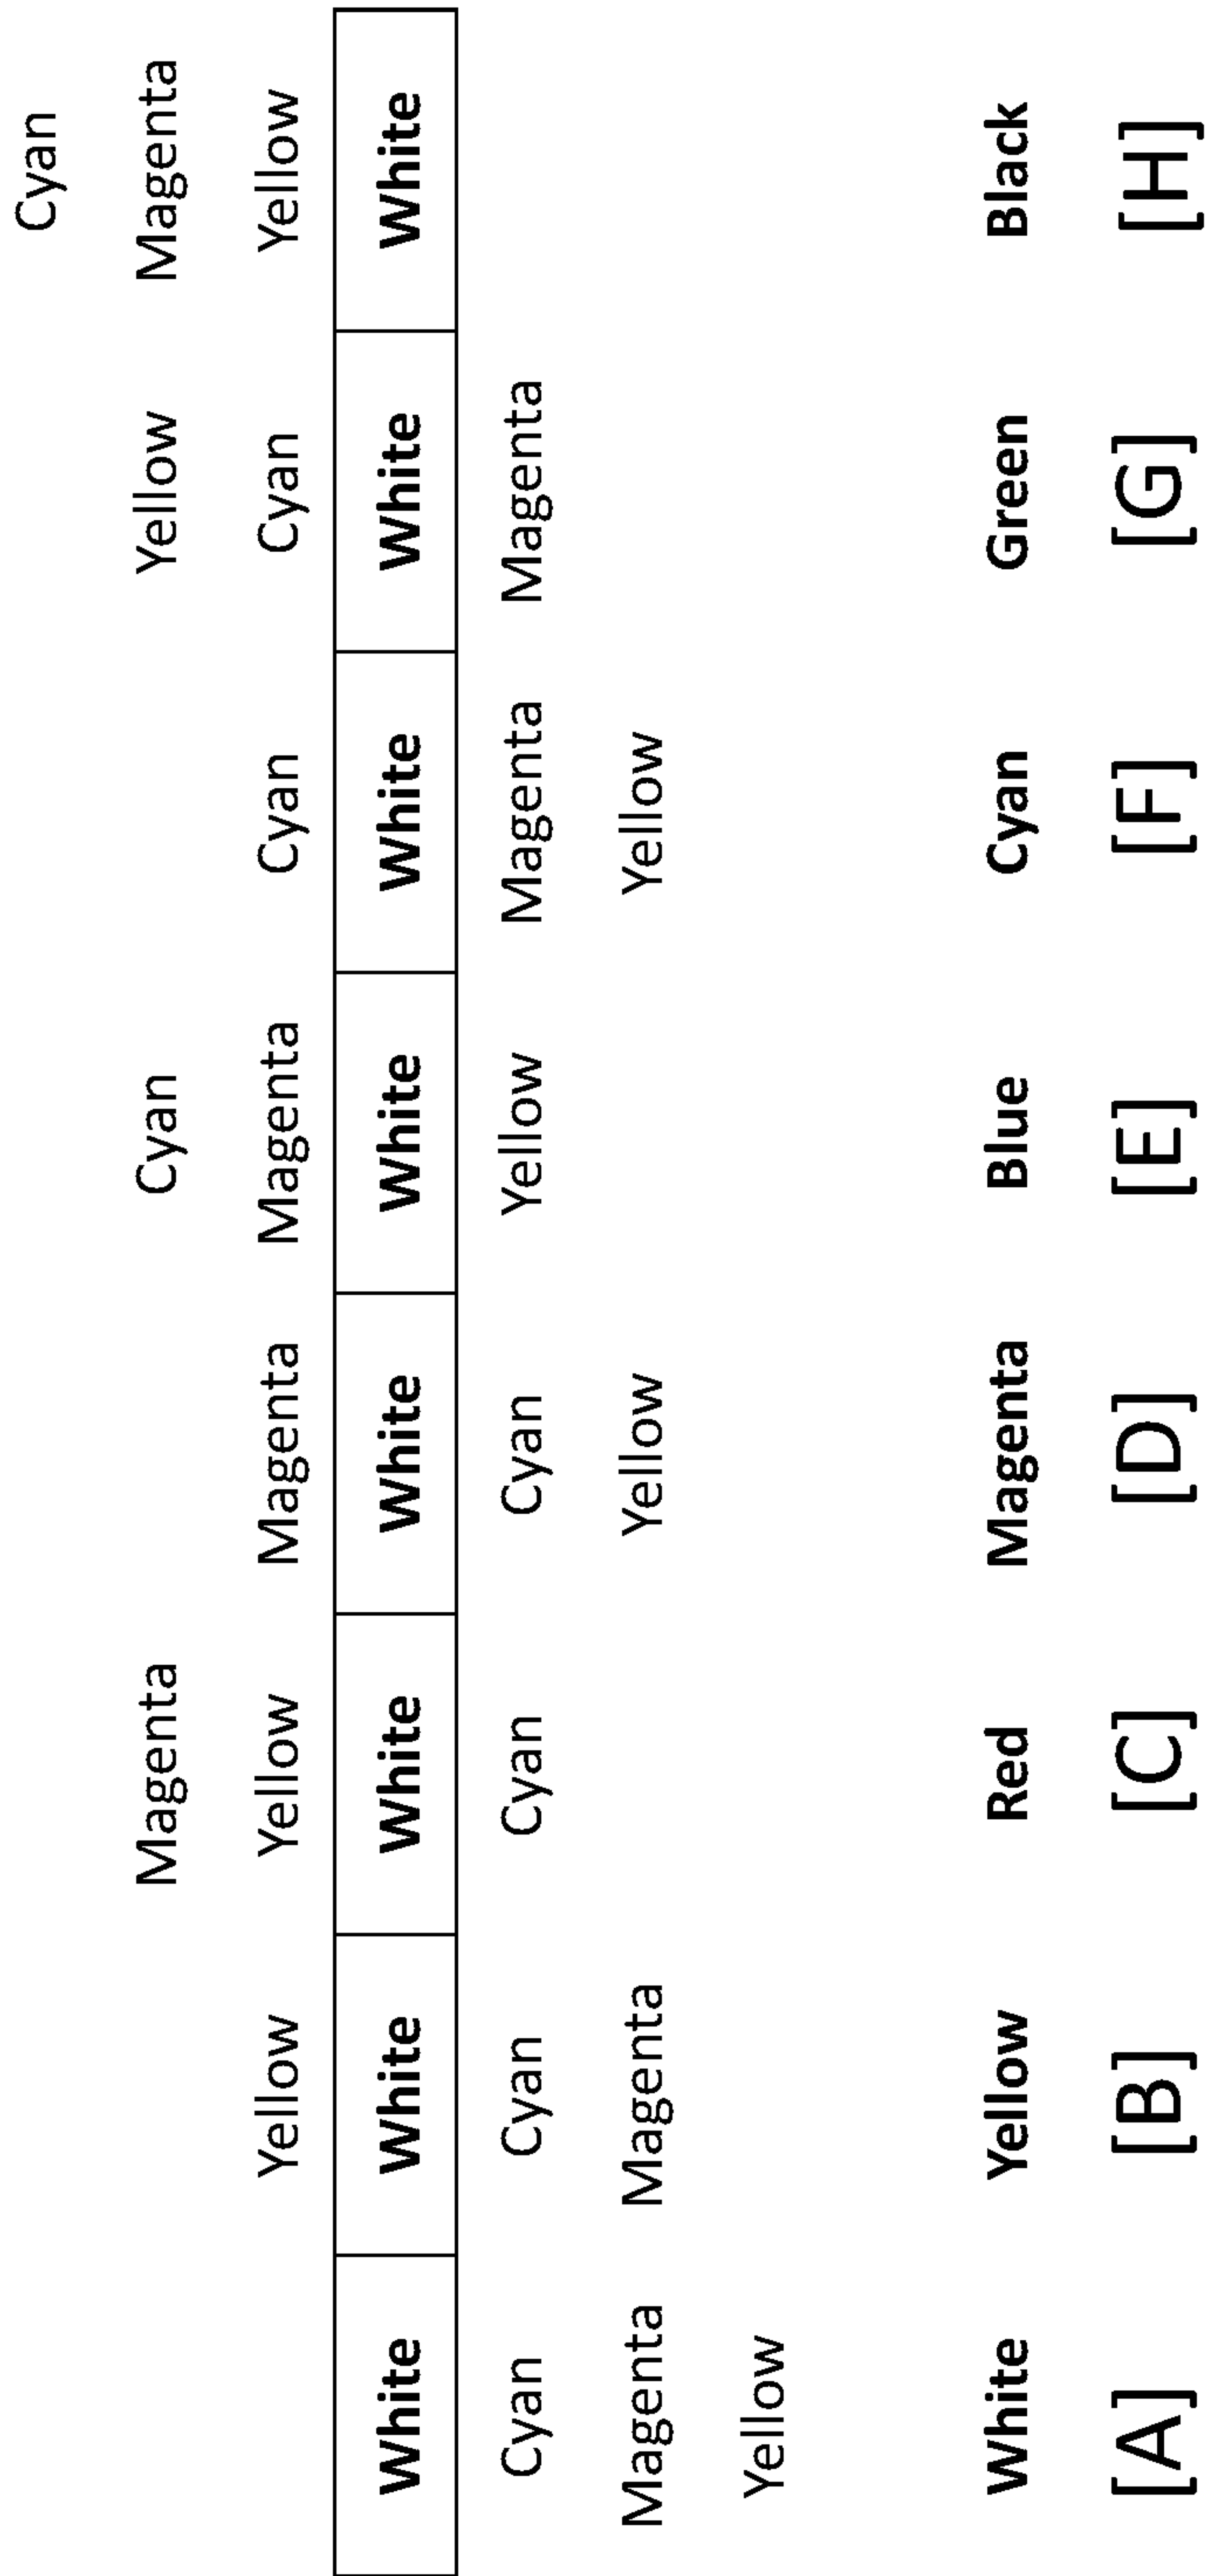 Cyan
Magenta Cyan Yellow Magenta
Yellow Yellow Magenta Magenta Cyan Cyan Yellow
White White White White White White White White
Cyan Cyan Cyan Cyan Yellow Magenta Magenta
Magenta Magenta Yellow Yellow
Yellow
White Yellow Red Magenta Blue Cyan Green Black
[A] [B] [C] [D] [E] [F] [G] [H]